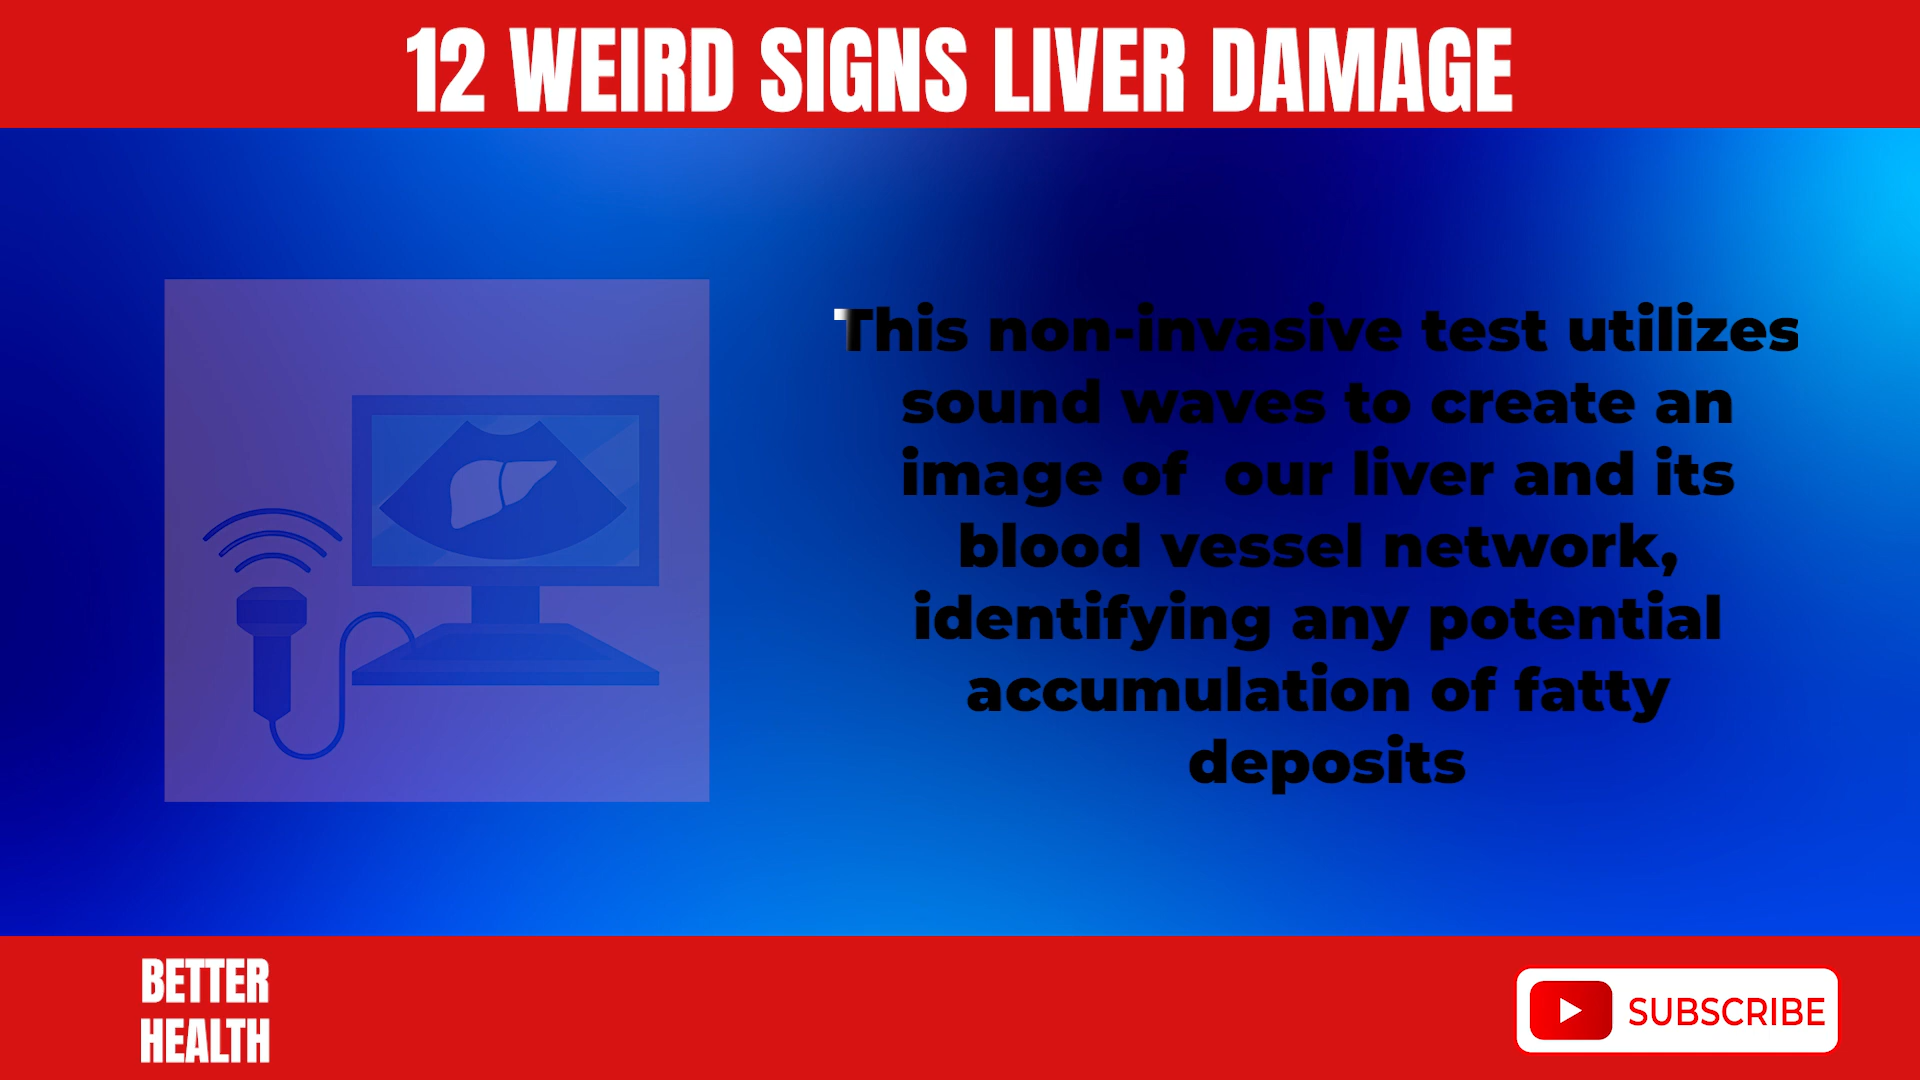 12 WEIRD SIGNS LIVER DAMAGE
This non-invasive test utilizes
sound waves to create an
image of  our liver and its
blood vessel network,
identifying any potential
accumulation of fatty
deposits
BETTER
HEALTH
SUBSCRIBE